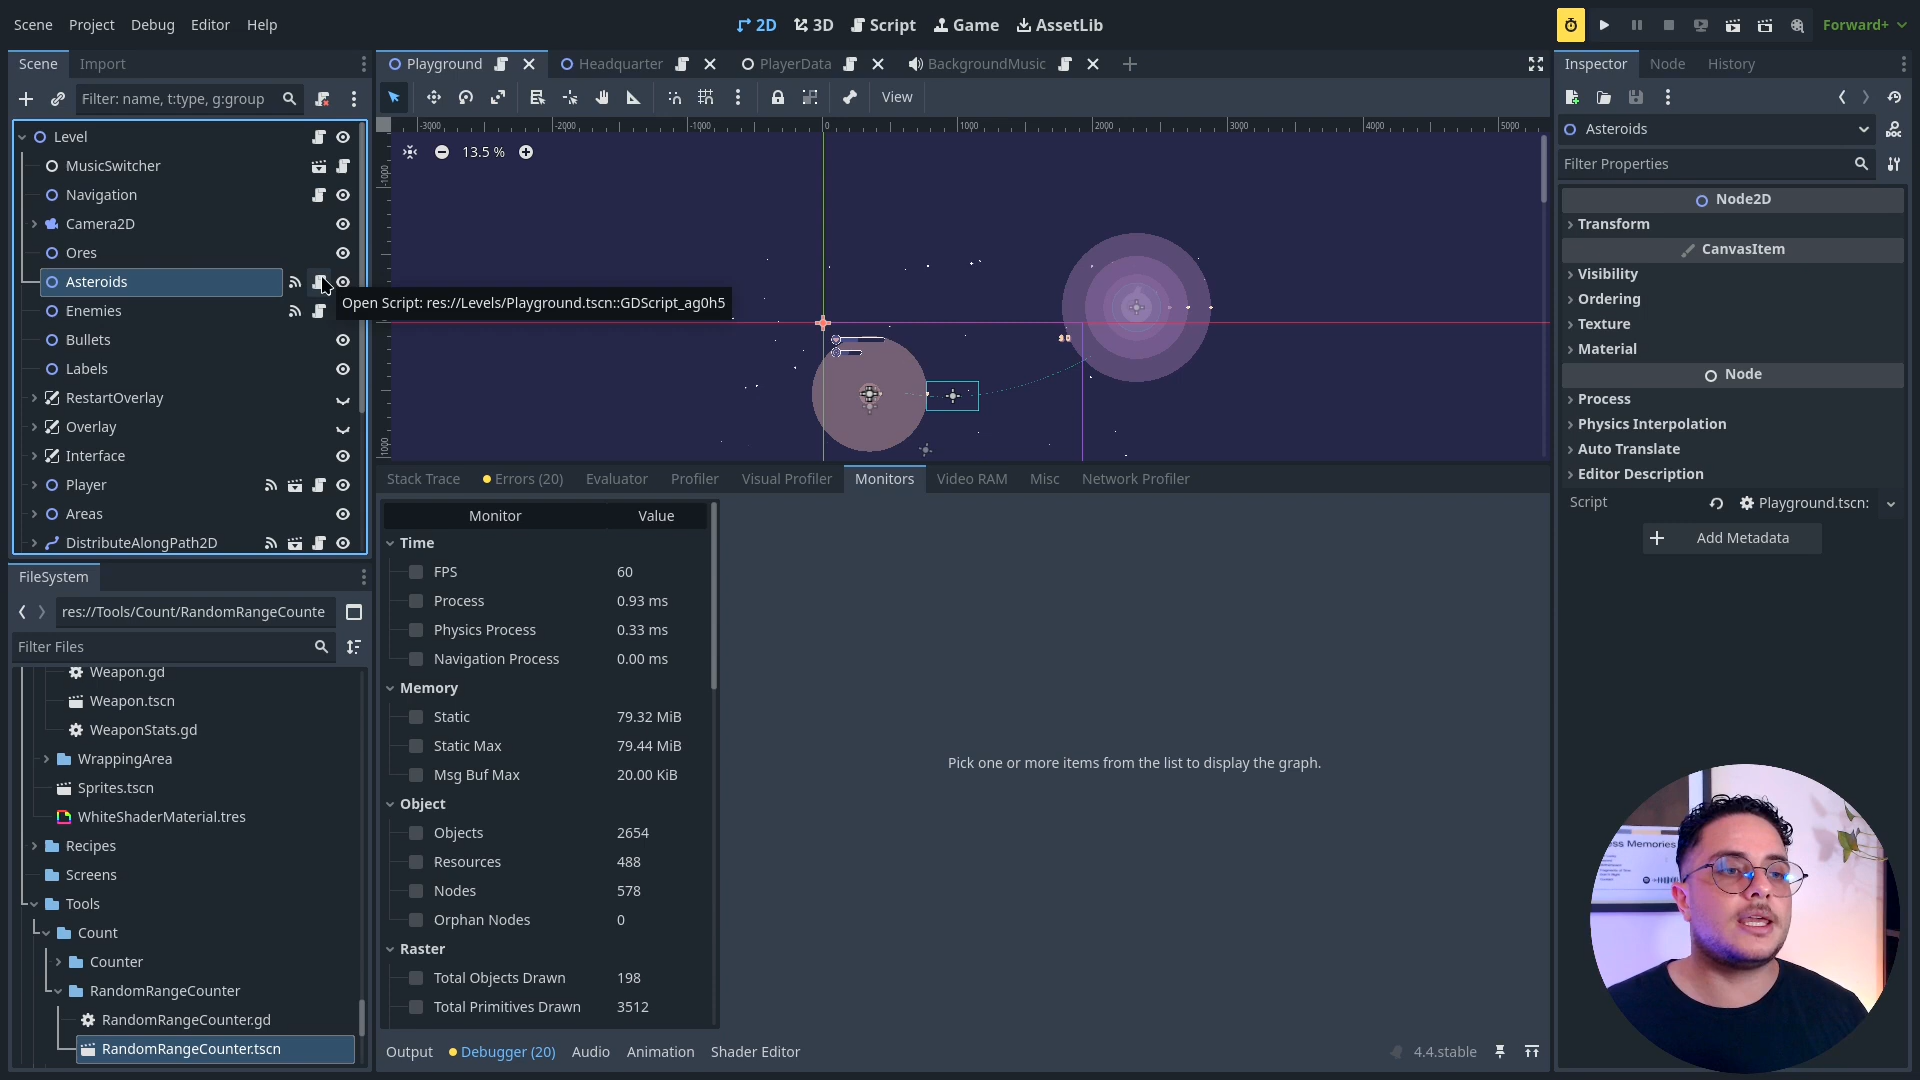 Scene Project Debug Editor Help
2D 3D Script Game AssetLib
Forward+
Scene Import
Filter: name, t:type, g:group
Level
MusicSwitcher
Navigation
Camera2D
Ores
Asteroids
Enemies
Bullets
Labels
RestartOverlay
Overlay
Interface
Player
Areas
DistributeAlongPath2D
Open Script: res://Levels/Playground.tscn::GDScript_ag0h5
FileSystem
res://Tools/Count/RandomRangeCounte
Filter Files
Weapon.gd
Weapon.tscn
WeaponStats.gd
WrappingArea
Sprites.tscn
WhiteShaderMaterial.tres
Recipes
Screens
Tools
Count
Counter
RandomRangeCounter
RandomRangeCounter.gd
RandomRangeCounter.tscn
Playground Headquarter PlayerData BackgroundMusic
View
-3000 -2000 -1000 0 1000 2000 3000 4000 5000
-1000
1000
13.5 %
Stack Trace Errors (20) Evaluator Profiler Visual Profiler Monitors Video RAM Misc Network Profiler
Monitor Value
Time
FPS 60
Process 0.93 ms
Physics Process 0.33 ms
Navigation Process 0.00 ms
Memory
Static 79.32 MiB
Static Max 79.44 MiB
Msg Buf Max 20.00 KiB
Object
Objects 2654
Resources 488
Nodes 578
Orphan Nodes 0
Raster
Total Objects Drawn 198
Total Primitives Drawn 3512
Pick one or more items from the list to display the graph.
Output Debugger (20) Audio Animation Shader Editor
4.4.stable
Inspector Node History
Asteroids
Filter Properties
Node2D
Transform
CanvasItem
Visibility
Ordering
Texture
Material
Node
Process
Physics Interpolation
Auto Translate
Editor Description
Script Playground.tscn:
Add Metadata
ess Memories